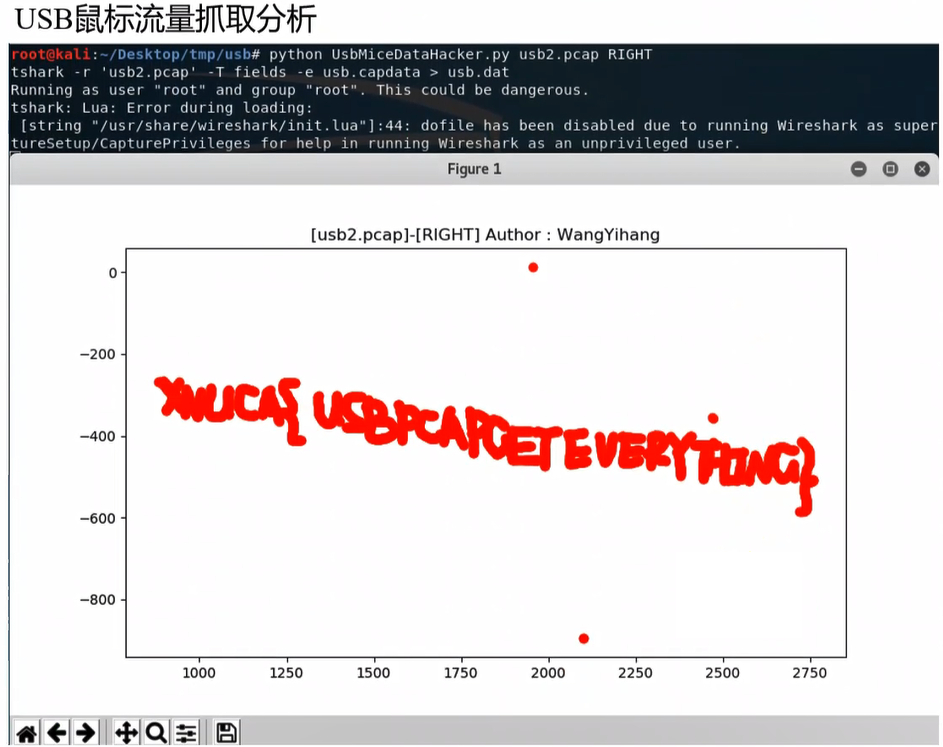 USB鼠标流量抓取分析
root@kali:~/Desktop/tmp/usb# python UsbMiceDataHacker.py usb2.pcap RIGHT
tshark -r 'usb2.pcap' -T fields -e usb.capdata > usb.dat
Running as user "root" and group "root". This could be dangerous.
tshark: Lua: Error during loading:
 [string "/usr/share/wireshark/init.lua"]:44: dofile has been disabled due to running Wireshark as super
tureSetup/CapturePrivileges for help in running Wireshark as an unprivileged user.
Figure 1
[usb2.pcap]-[RIGHT] Author : WangYihang
0
−200
−400
−600
−800
XNUCA{ USBPCAPGETEVERYTHING}
1000 1250 1500 1750 2000 2250 2500 2750